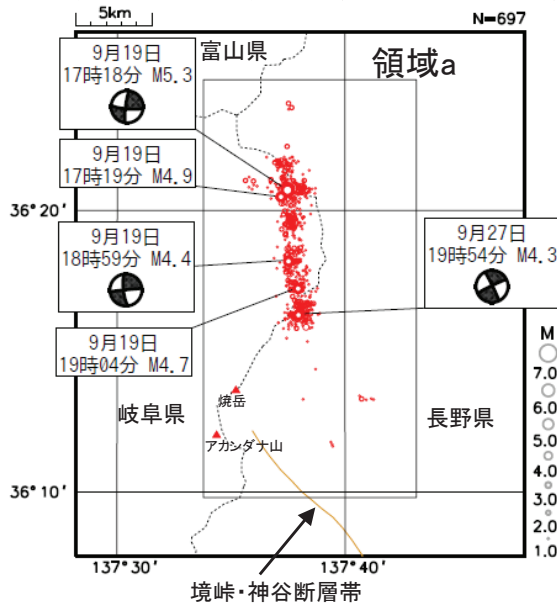 5km
N=697
9月19日
17時18分 M5.3
富山県
領域a
9月19日
17時19分 M4.9
36°20'
9月19日
18時59分 M4.4
9月27日
19時54分 M4.3
9月19日
19時04分 M4.7
M
7.0
6.0
5.0
4.0
3.0
2.0
1.0
焼岳
岐阜県
長野県
アカンダナ山
36°10'
137°30'
137°40'
境峠・神谷断層帯